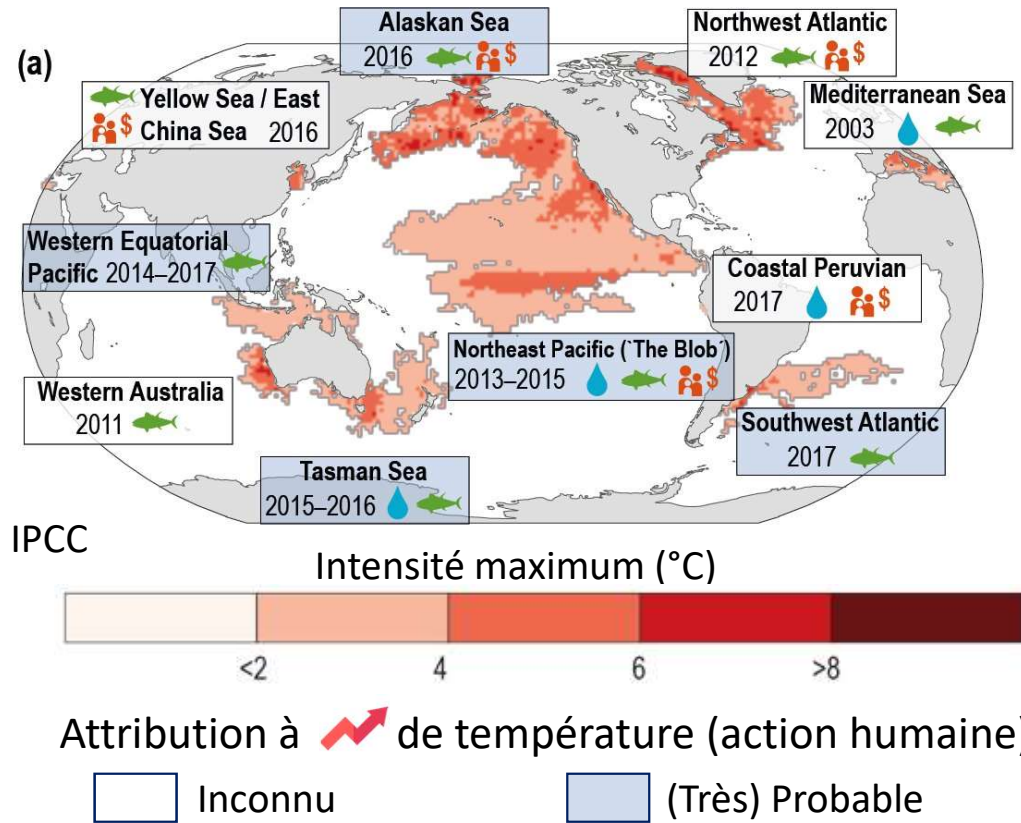 (a)
Alaskan Sea
2016 $
Northwest Atlantic
2012 $
Yellow Sea / East
$ China Sea 2016
Mediterranean Sea
2003
Western Equatorial
Pacific 2014–2017
Coastal Peruvian
2017 $
Northeast Pacific (`The Blob´)
2013–2015 $
Western Australia
2011
Southwest Atlantic
2017
Tasman Sea
2015–2016
IPCC
Intensité maximum (°C)
<2 4 6 >8
Attribution à de température (action humaine)
Inconnu (Très) Probable